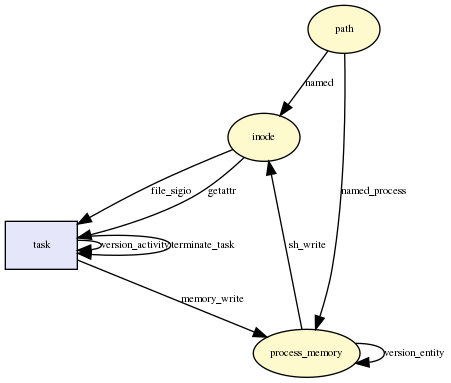 path
named
inode
file_sigio
getattr
named_process
task
version_activity
terminate_task
sh_write
memory_write
process_memory
version_entity